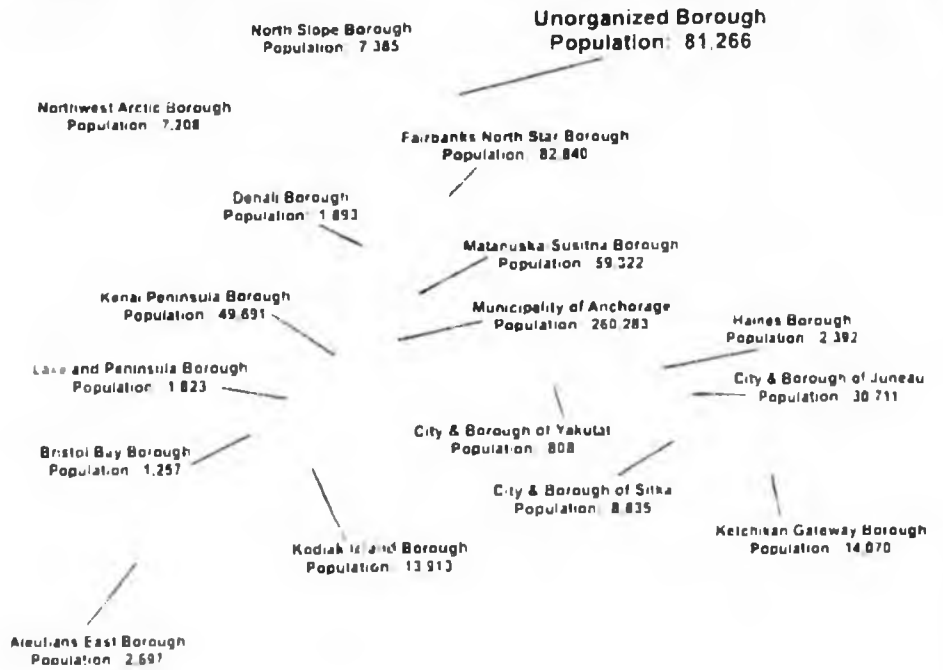 North Slope Borough
Population: 7,385
Unorganized Borough
Population: 81,266
Northwest Arctic Borough
Population 7,208
Fairbanks North Star Borough
Population: 82,840
Denali Borough
Population: 1,893
Matanuska-Susitna Borough
Population 59,322
Kenai Peninsula Borough
Population: 49,691
Municipality of Anchorage
Population: 260,283
Haines Borough
Population: 2,392
Lake and Peninsula Borough
Population 1,823
City & Borough of Juneau
Population 30,711
City & Borough of Yakutat
Population: 808
Bristol Bay Borough
Population: 1,257
City & Borough of Sitka
Population: 8,835
Ketchikan Gateway Borough
Population 14,070
Kodiak Island Borough
Population: 13,913
Aleutians East Borough
Population: 2,697